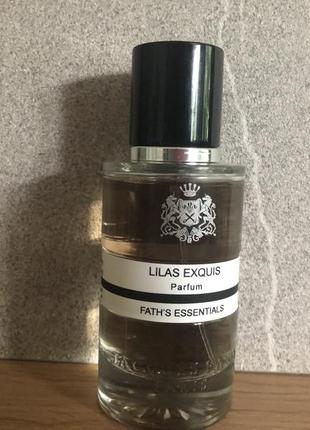 LILAS EXQUIS
Parfum
FATH'S ESSENTIALS